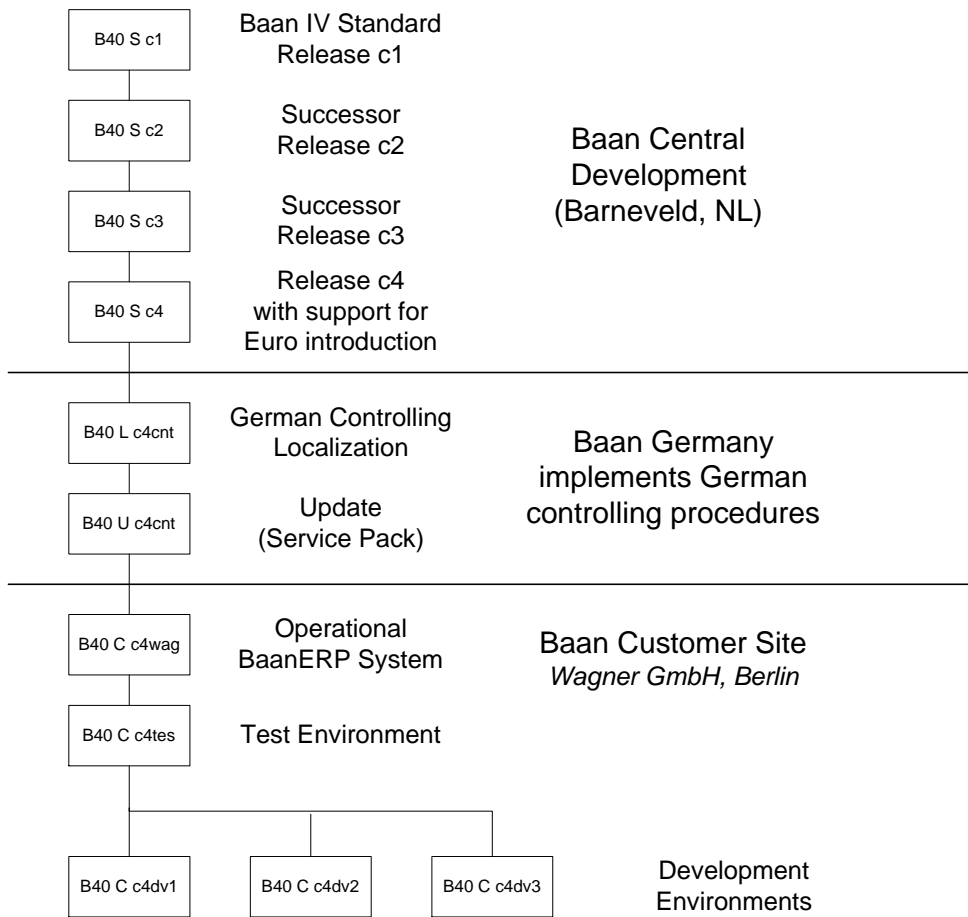 B40 S c1
Baan IV Standard
Release c1
B40 S c2
Successor
Release c2
Baan Central
Development
(Barneveld, NL)
B40 S c3
Successor
Release c3
B40 S c4
Release c4
with support for
Euro introduction
B40 L c4cnt
German Controlling
Localization
Baan Germany
implements German
controlling procedures
B40 U c4cnt
Update
(Service Pack)
B40 C c4wag
Operational
BaanERP System
Baan Customer Site
Wagner GmbH, Berlin
B40 C c4tes
Test Environment
B40 C c4dv1
B40 C c4dv2
B40 C c4dv3
Development
Environments